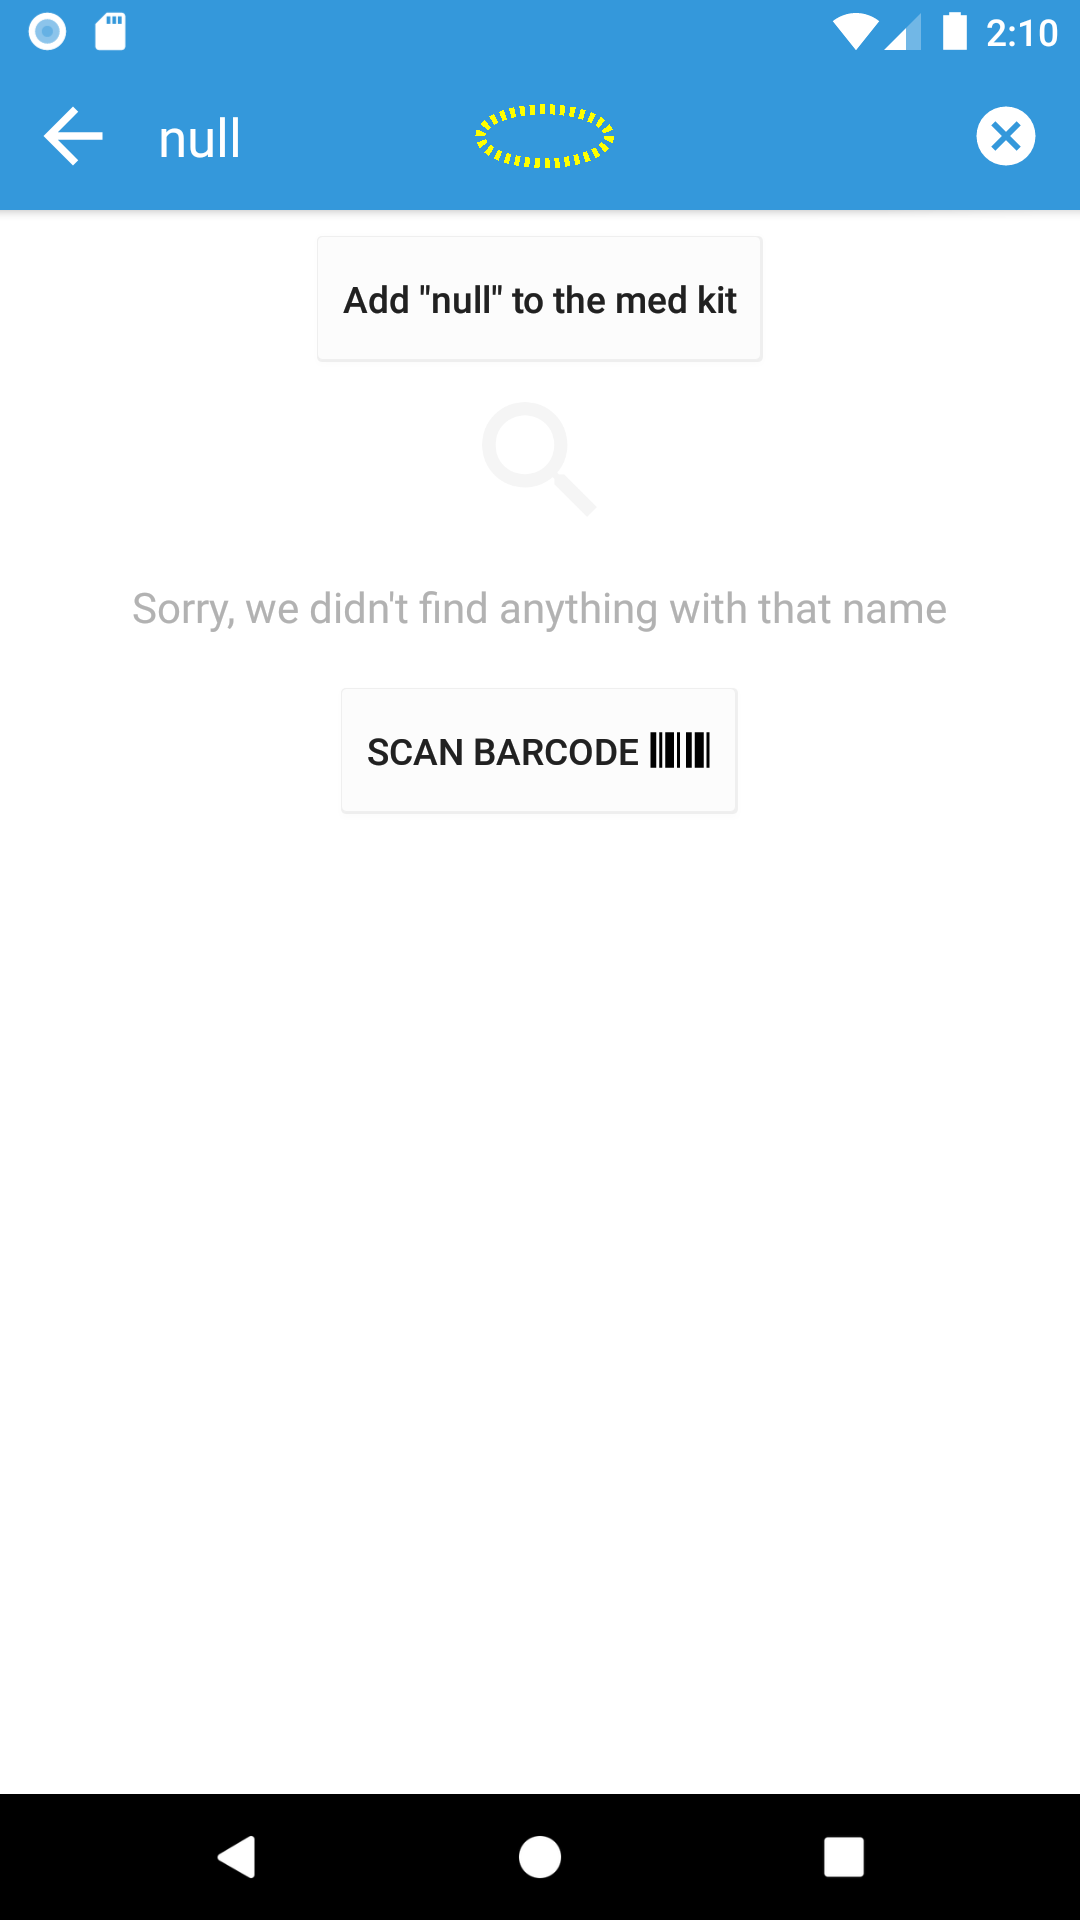 2:10
null
Add "null" to the med kit
Sorry, we didn't find anything with that name
SCAN BARCODE